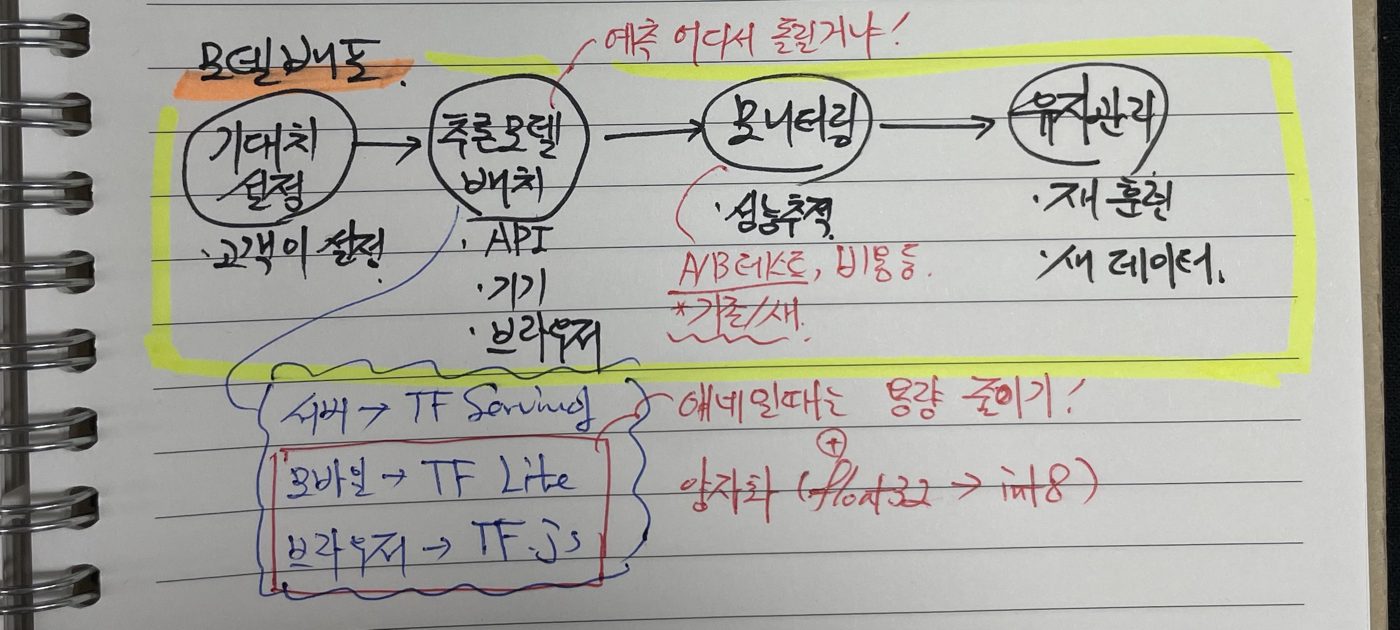 예측 어디서 돌릴거냐!
모델배포.
기대치 설정 → 추론모델 배치 → 모니터링 → 유지관리
· 고객이 설정
· API
· 기기
· 브라우저
· 성능추적
A/B테스트, 비용등.
*기존/새.
· 재훈련
· 새 데이터.
서버 → TF Serving
모바일 → TF Lite
브라우저 → TF.js
얘네일때는 용량 줄이기!
+
양자화 (float32 → int8)